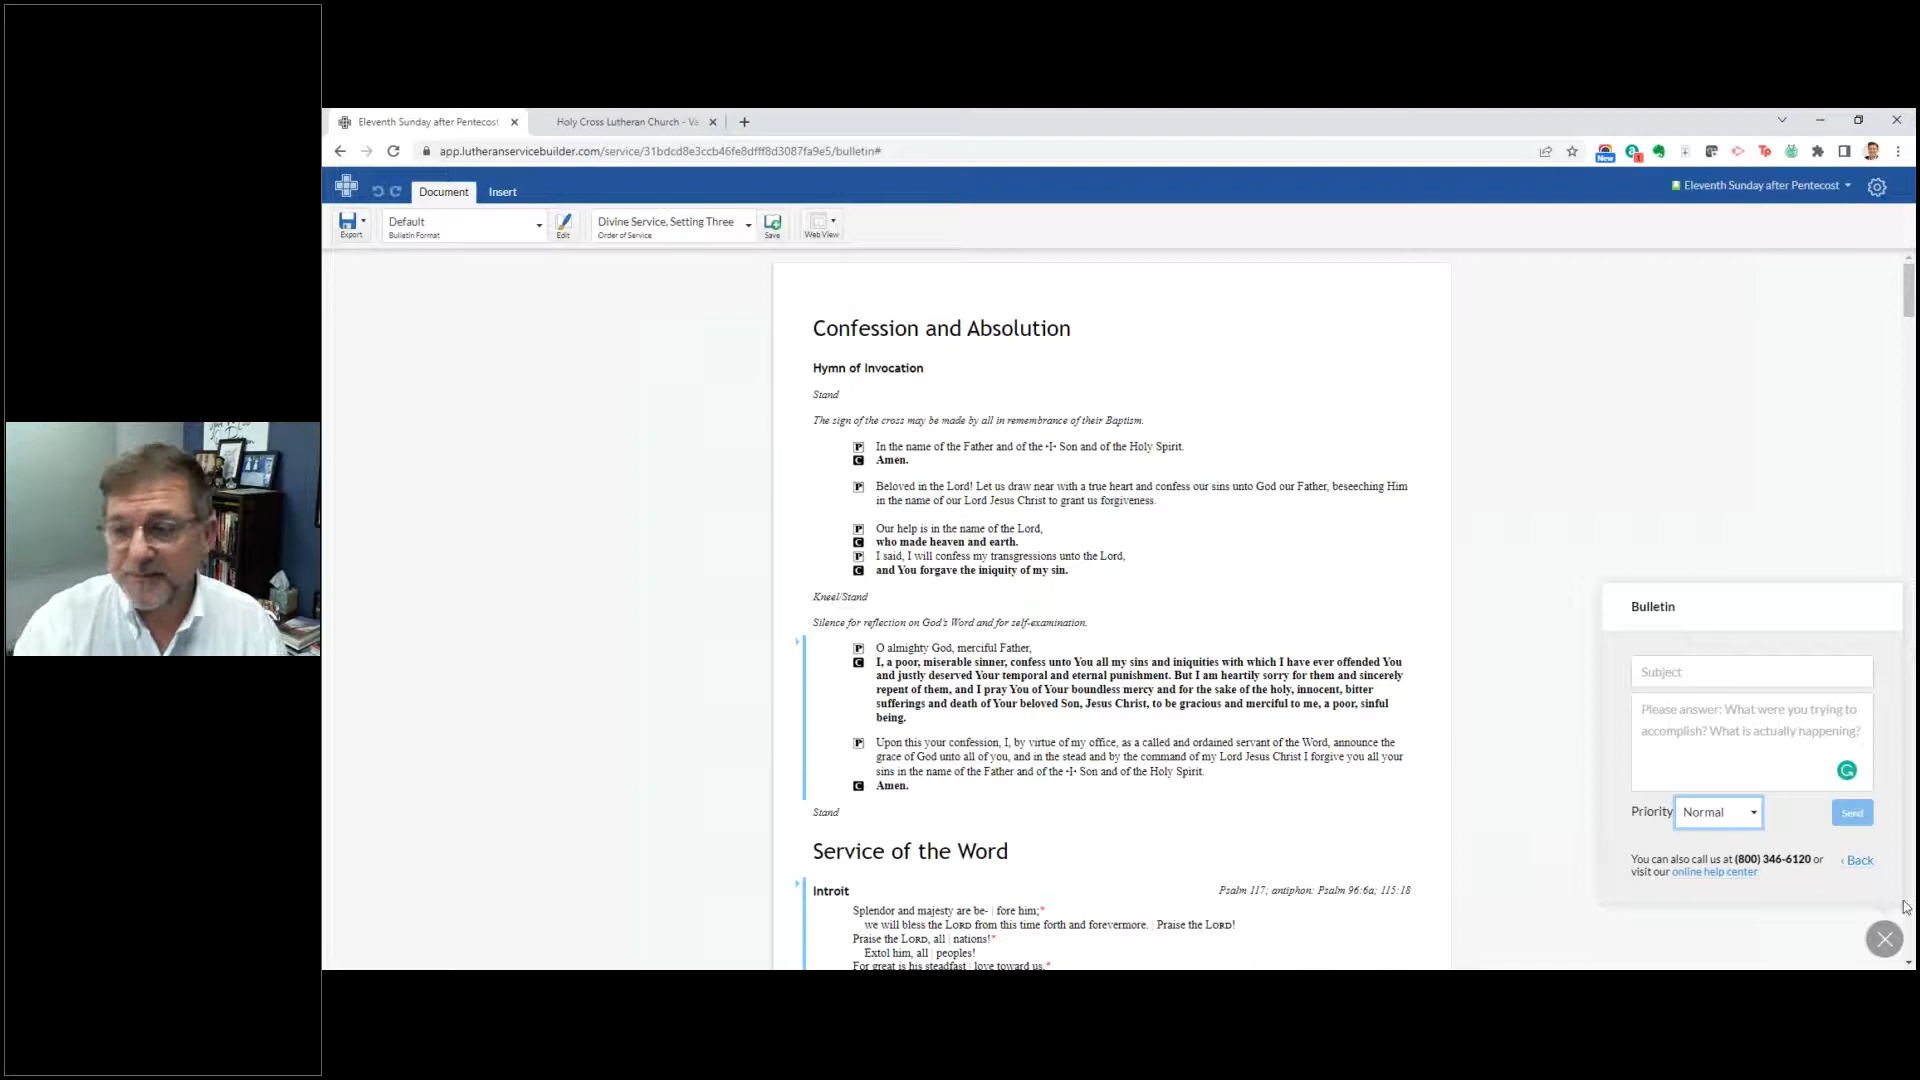 Eleventh Sunday after Pentecost
Holy Cross Lutheran Church - Va
app.lutheranservicebuilder.com/service/31bdcd8e3ccb46fe8dfff8d3087fa9e5/bulletin#
New
Document
Insert
Eleventh Sunday after Pentecost
Export
Default
Bulletin Format
Edit
Divine Service, Setting Three
Order of Service
Save
Web View
Confession and Absolution
Hymn of Invocation
Stand
The sign of the cross may be made by all in remembrance of their Baptism.
P In the name of the Father and of the ·I· Son and of the Holy Spirit.
C Amen.
P Beloved in the Lord! Let us draw near with a true heart and confess our sins unto God our Father, beseeching Him
in the name of our Lord Jesus Christ to grant us forgiveness.
P Our help is in the name of the Lord,
C who made heaven and earth.
P I said, I will confess my transgressions unto the Lord,
C and You forgave the iniquity of my sin.
Kneel/Stand
Silence for reflection on God's Word and for self-examination.
P O almighty God, merciful Father,
C I, a poor, miserable sinner, confess unto You all my sins and iniquities with which I have ever offended You
and justly deserved Your temporal and eternal punishment. But I am heartily sorry for them and sincerely
repent of them, and I pray You of Your boundless mercy and for the sake of the holy, innocent, bitter
sufferings and death of Your beloved Son, Jesus Christ, to be gracious and merciful to me, a poor, sinful
being.
P Upon this your confession, I, by virtue of my office, as a called and ordained servant of the Word, announce the
grace of God unto all of you, and in the stead and by the command of my Lord Jesus Christ I forgive you all your
sins in the name of the Father and of the ·I· Son and of the Holy Spirit.
C Amen.
Stand
Service of the Word
Introit
Psalm 117; antiphon: Psalm 96:6a; 115:18
Splendor and majesty are be- | fore him;*
we will bless the LORD from this time forth and forevermore. | Praise the LORD!
Praise the LORD, all | nations!*
Extol him, all | peoples!
For great is his steadfast | love toward us,*
Bulletin
Subject
Please answer: What were you trying to
accomplish? What is actually happening?
Priority Normal
Send
You can also call us at (800) 346-6120 or
visit our online help center
‹ Back